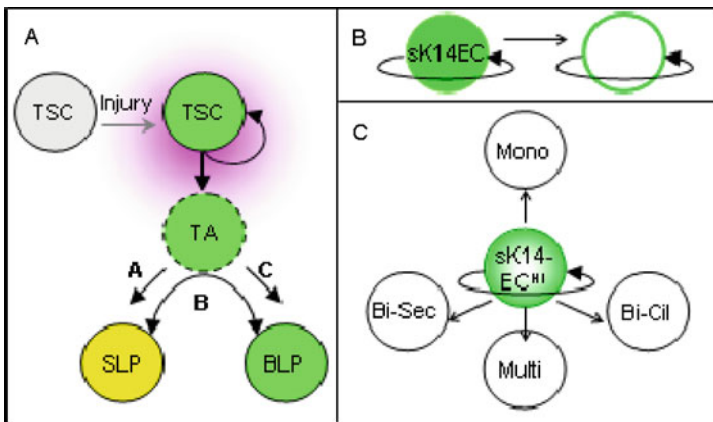 A
TSC
Injury
TSC
TA
A
B
C
SLP
BLP
B
sK14EC
C
Mono
sK14-
EC^HI
Bi-Sec
Bi-Cil
Multi